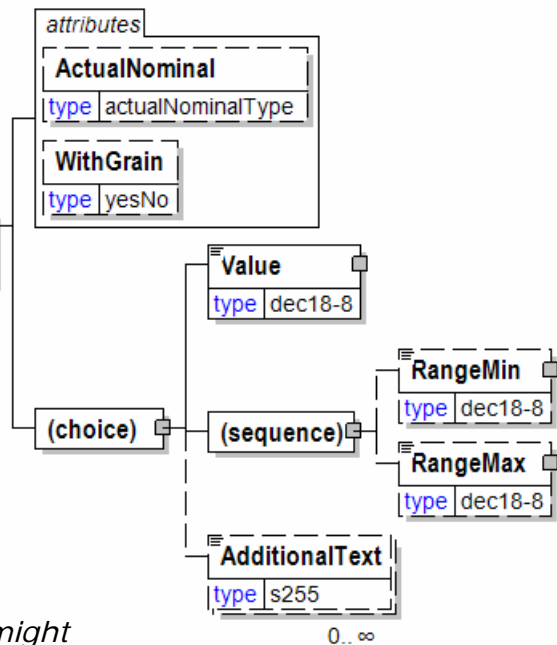 attributes
ActualNominal
type actualNominalType
WithGrain
type yesNo
Value
type dec18-8
RangeMin
type dec18-8
(choice)
(sequence)
RangeMax
type dec18-8
AdditionalText
type s255
might
0.. ∞